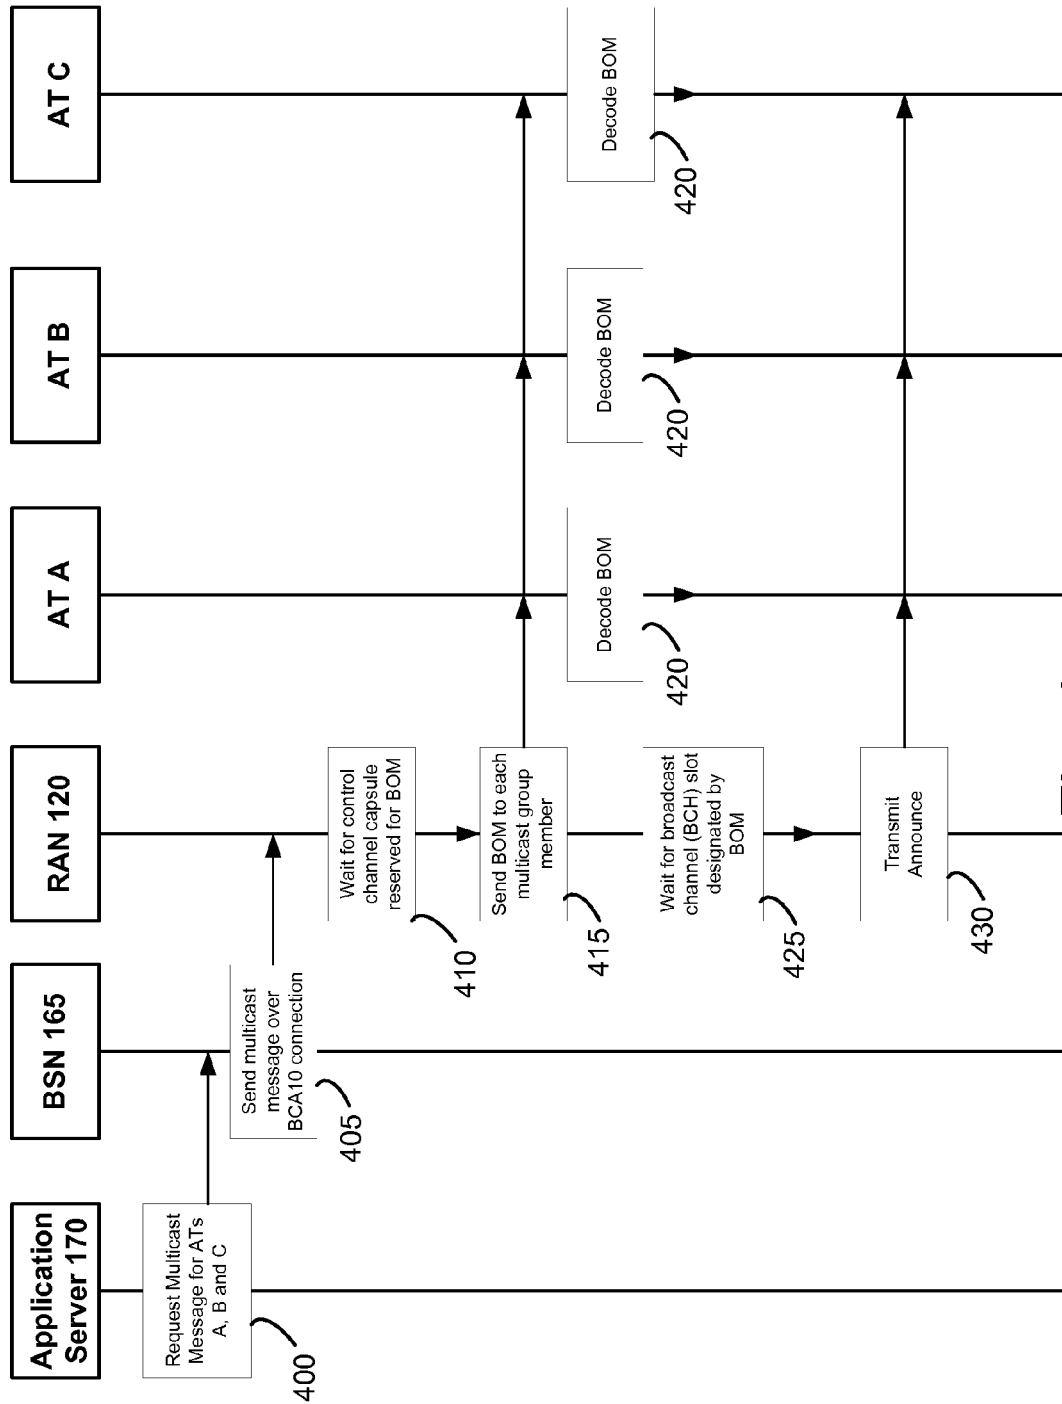 Application
Server 170
BSN 165
RAN 120
AT A
AT B
AT C
Request Multicast
Message for ATs
A, B and C
400
Send multicast
message over
BCA10 connection
405
Wait for control
channel capsule
reserved for BOM
410
Send BOM to each
multicast group
member
415
Decode BOM
420
Decode BOM
420
Decode BOM
420
Wait for broadcast
channel (BCH) slot
designated by
BOM
425
Transmit
Announce
430